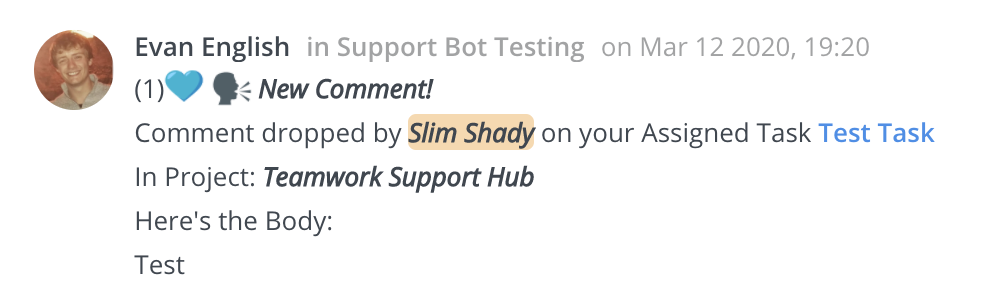 Evan English in Support Bot Testing on Mar 12 2020, 19:20
(1)💙 🗣 New Comment!
Comment dropped by Slim Shady on your Assigned Task Test Task
In Project: Teamwork Support Hub
Here's the Body:
Test